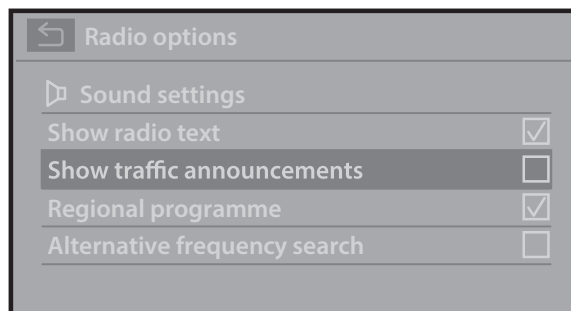 Radio options
Sound settings
Show radio text
Show traffic announcements
Regional programme
Alternative frequency search